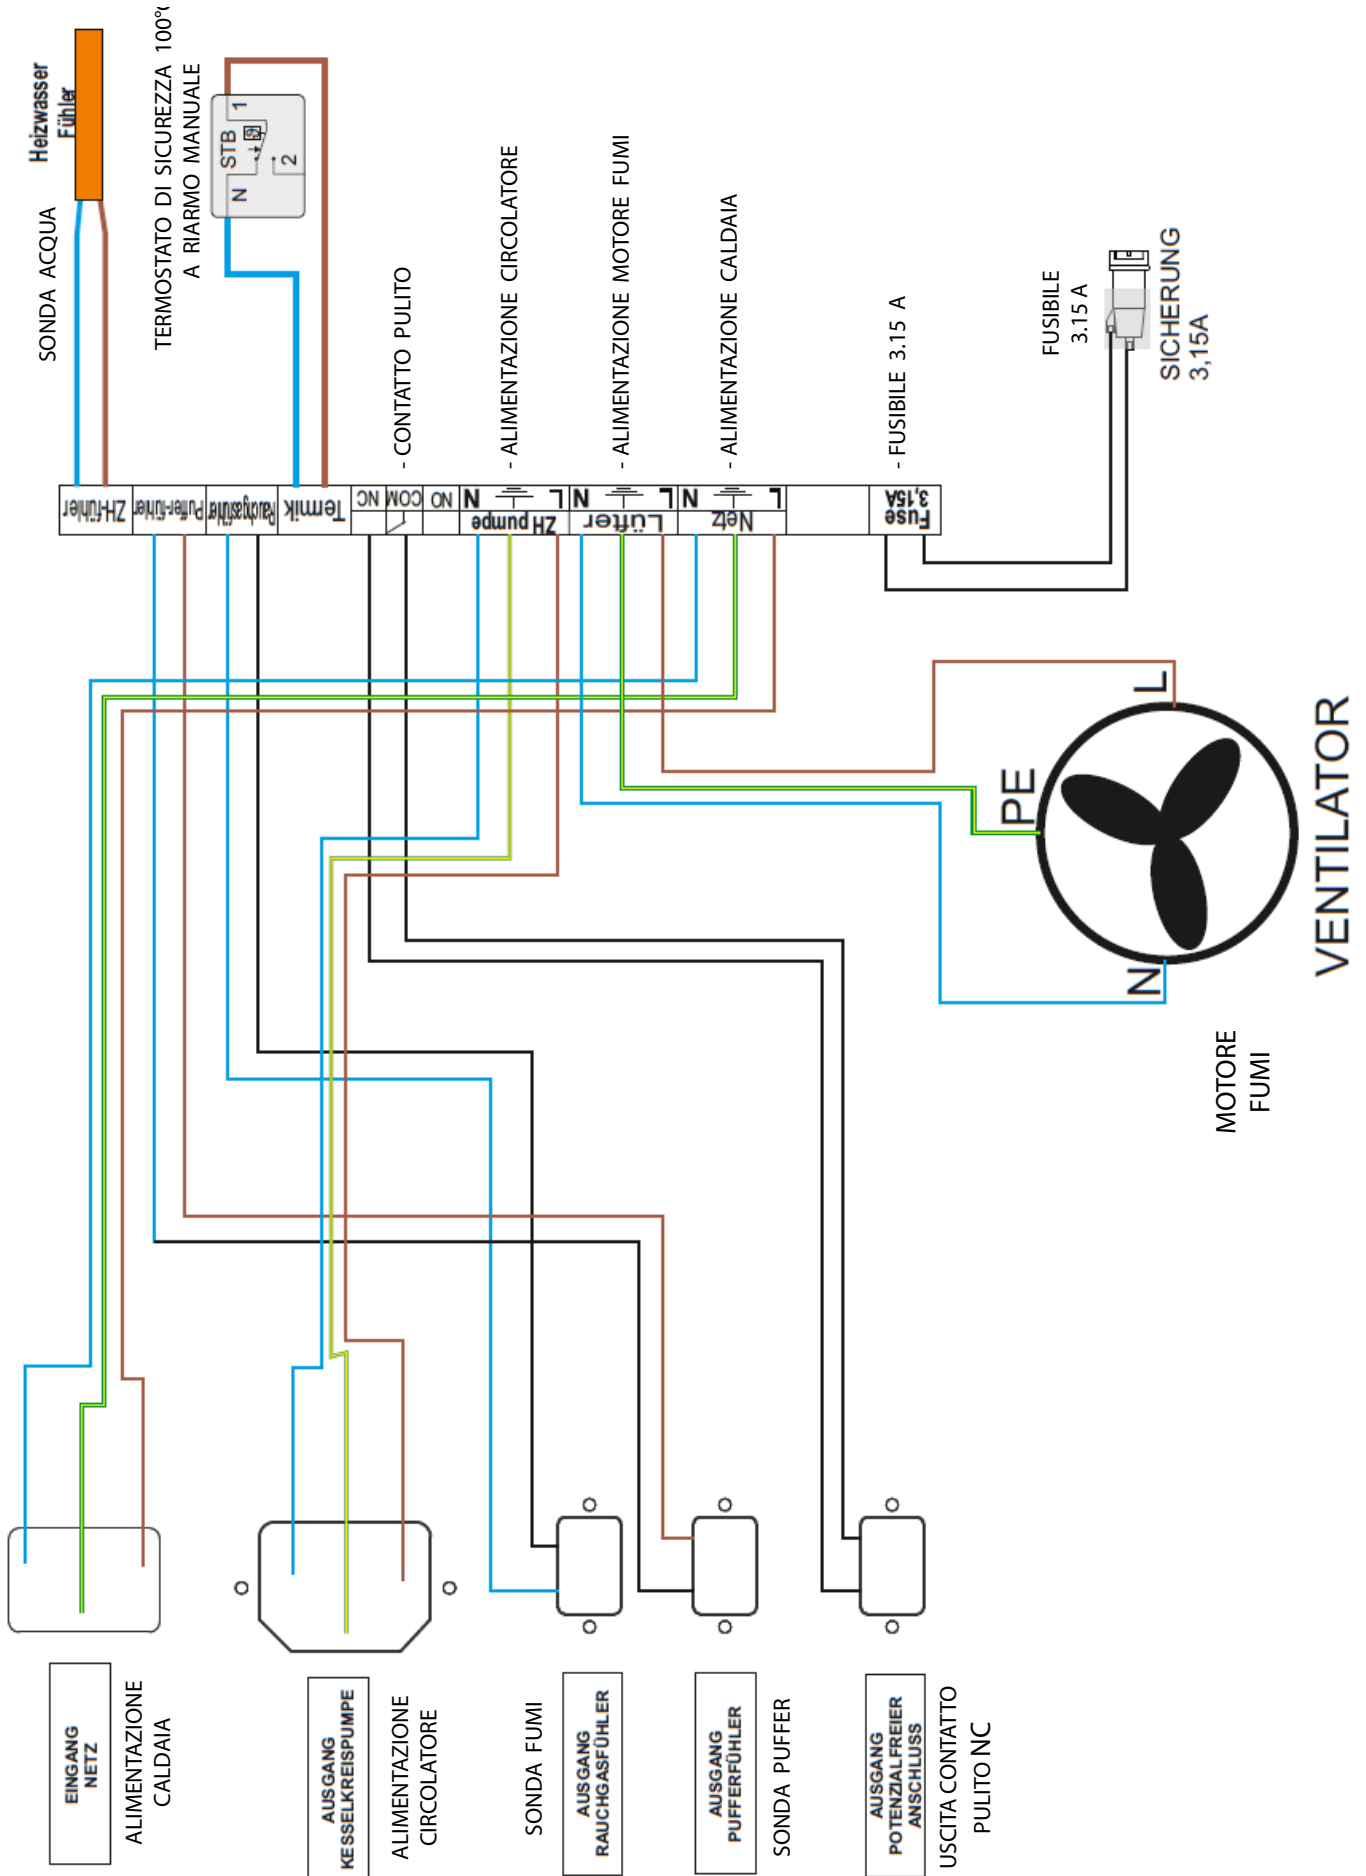 Heizwasser
Fühler
SONDA ACQUA
TERMOSTATO DI SICUREZZA 100°C
A RIARMO MANUALE
N
STB
1
2
- CONTATTO PULITO
- ALIMENTAZIONE CIRCOLATORE
- ALIMENTAZIONE MOTORE FUMI
- ALIMENTAZIONE CALDAIA
- FUSIBILE 3.15 A
FUSIBILE
3.15 A
SICHERUNG
3,15A
ZH-fühler
Puffer-fühler
Rauchgasfühler
Termik
NC
COM
NO
N
L
ZH pumpe
N
L
Lüfter
N
L
Netz
Fuse
3,15A
L
PE
N
VENTILATOR
MOTORE
FUMI
EINGANG
NETZ
ALIMENTAZIONE
CALDAIA
AUSGANG
KESSELKREISPUMPE
ALIMENTAZIONE
CIRCOLATORE
SONDA FUMI
AUSGANG
RAUCHGASFÜHLER
AUSGANG
PUFFERFÜHLER
SONDA PUFFER
AUSGANG
POTENZIALFREIER
ANSCHLUSS
USCITA CONTATTO
PULITO NC